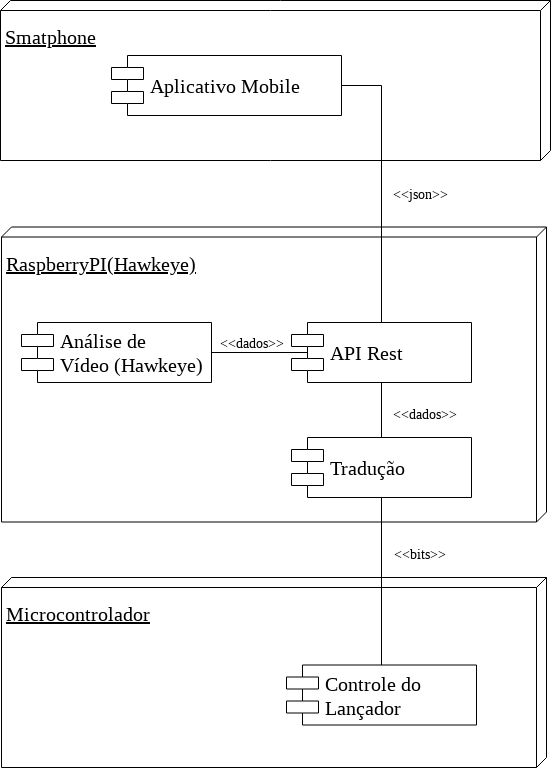 Smatphone
Aplicativo Mobile
<<json>>
RaspberryPI(Hawkeye)
Análise de
Vídeo (Hawkeye)
<<dados>>
API Rest
<<dados>>
Tradução
<<bits>>
Microcontrolador
Controle do
Lançador